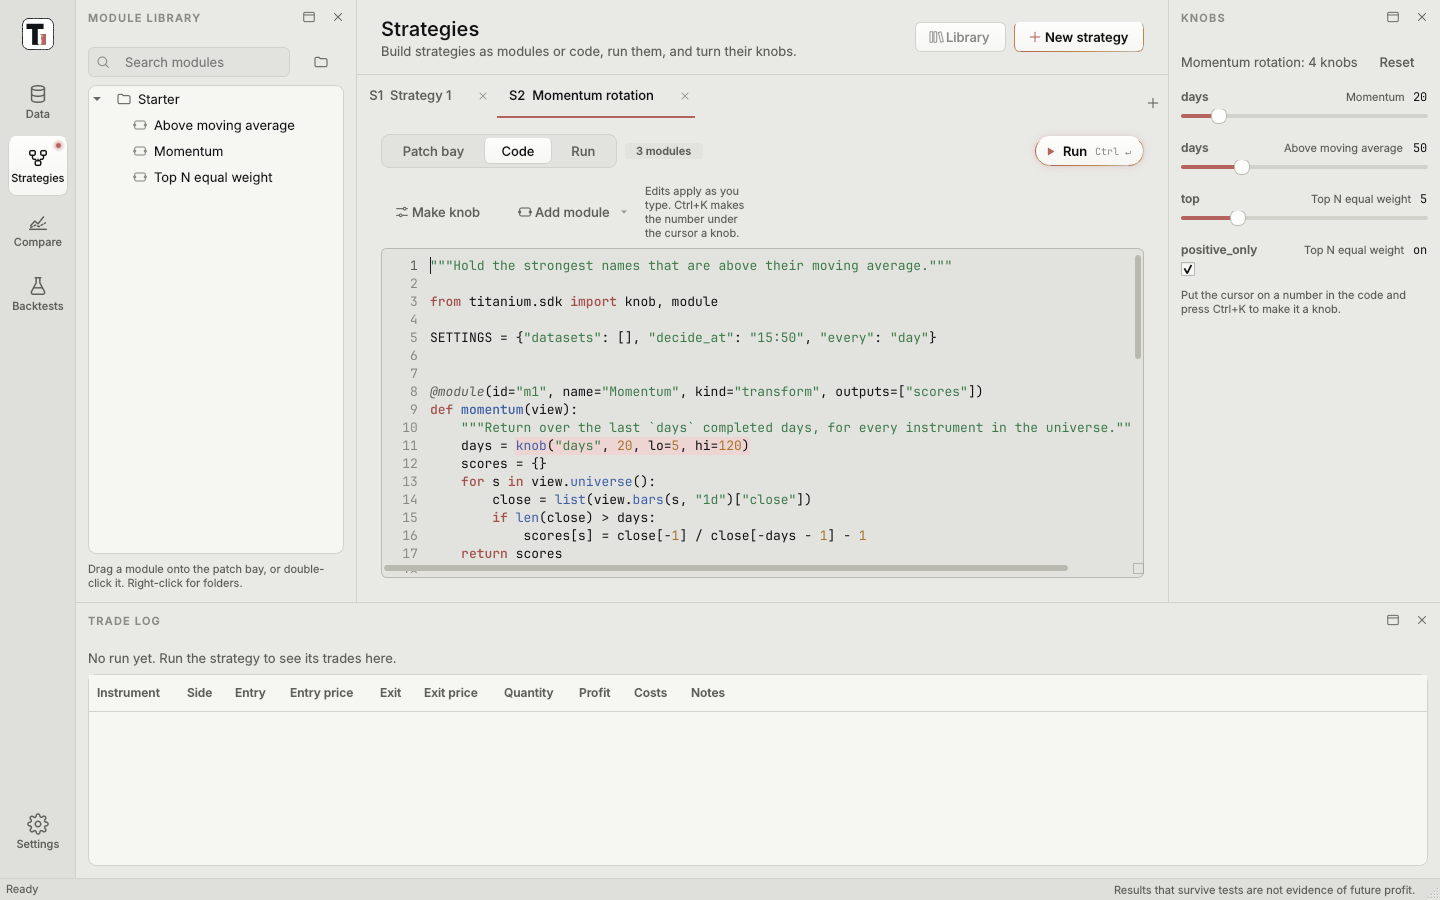 MODULE LIBRARY
Search modules
Starter
Above moving average
Momentum
Top N equal weight
Drag a module onto the patch bay, or double-
click it. Right-click for folders.
Data
Strategies
Compare
Backtests
Settings
Strategies
Build strategies as modules or code, run them, and turn their knobs.
Library
New strategy
S1 Strategy 1
S2 Momentum rotation
Patch bay
Code
Run
3 modules
Run Ctrl ↵
Make knob
Add module
Edits apply as you
type. Ctrl+K makes
the number under
the cursor a knob.
1 """Hold the strongest names that are above their moving average."""
2
3 from titanium.sdk import knob, module
4
5 SETTINGS = {"datasets": [], "decide_at": "15:50", "every": "day"}
6
7
8 @module(id="m1", name="Momentum", kind="transform", outputs=["scores"])
9 def momentum(view):
10     """Return over the last `days` completed days, for every instrument in the universe.""
11     days = knob("days", 20, lo=5, hi=120)
12     scores = {}
13     for s in view.universe():
14         close = list(view.bars(s, "1d")["close"])
15         if len(close) > days:
16             scores[s] = close[-1] / close[-days - 1] - 1
17     return scores
KNOBS
Momentum rotation: 4 knobs
Reset
days Momentum 20
days Above moving average 50
top Top N equal weight 5
positive_only Top N equal weight on
Put the cursor on a number in the code and
press Ctrl+K to make it a knob.
TRADE LOG
No run yet. Run the strategy to see its trades here.
Instrument Side Entry Entry price Exit Exit price Quantity Profit Costs Notes
Ready
Results that survive tests are not evidence of future profit.